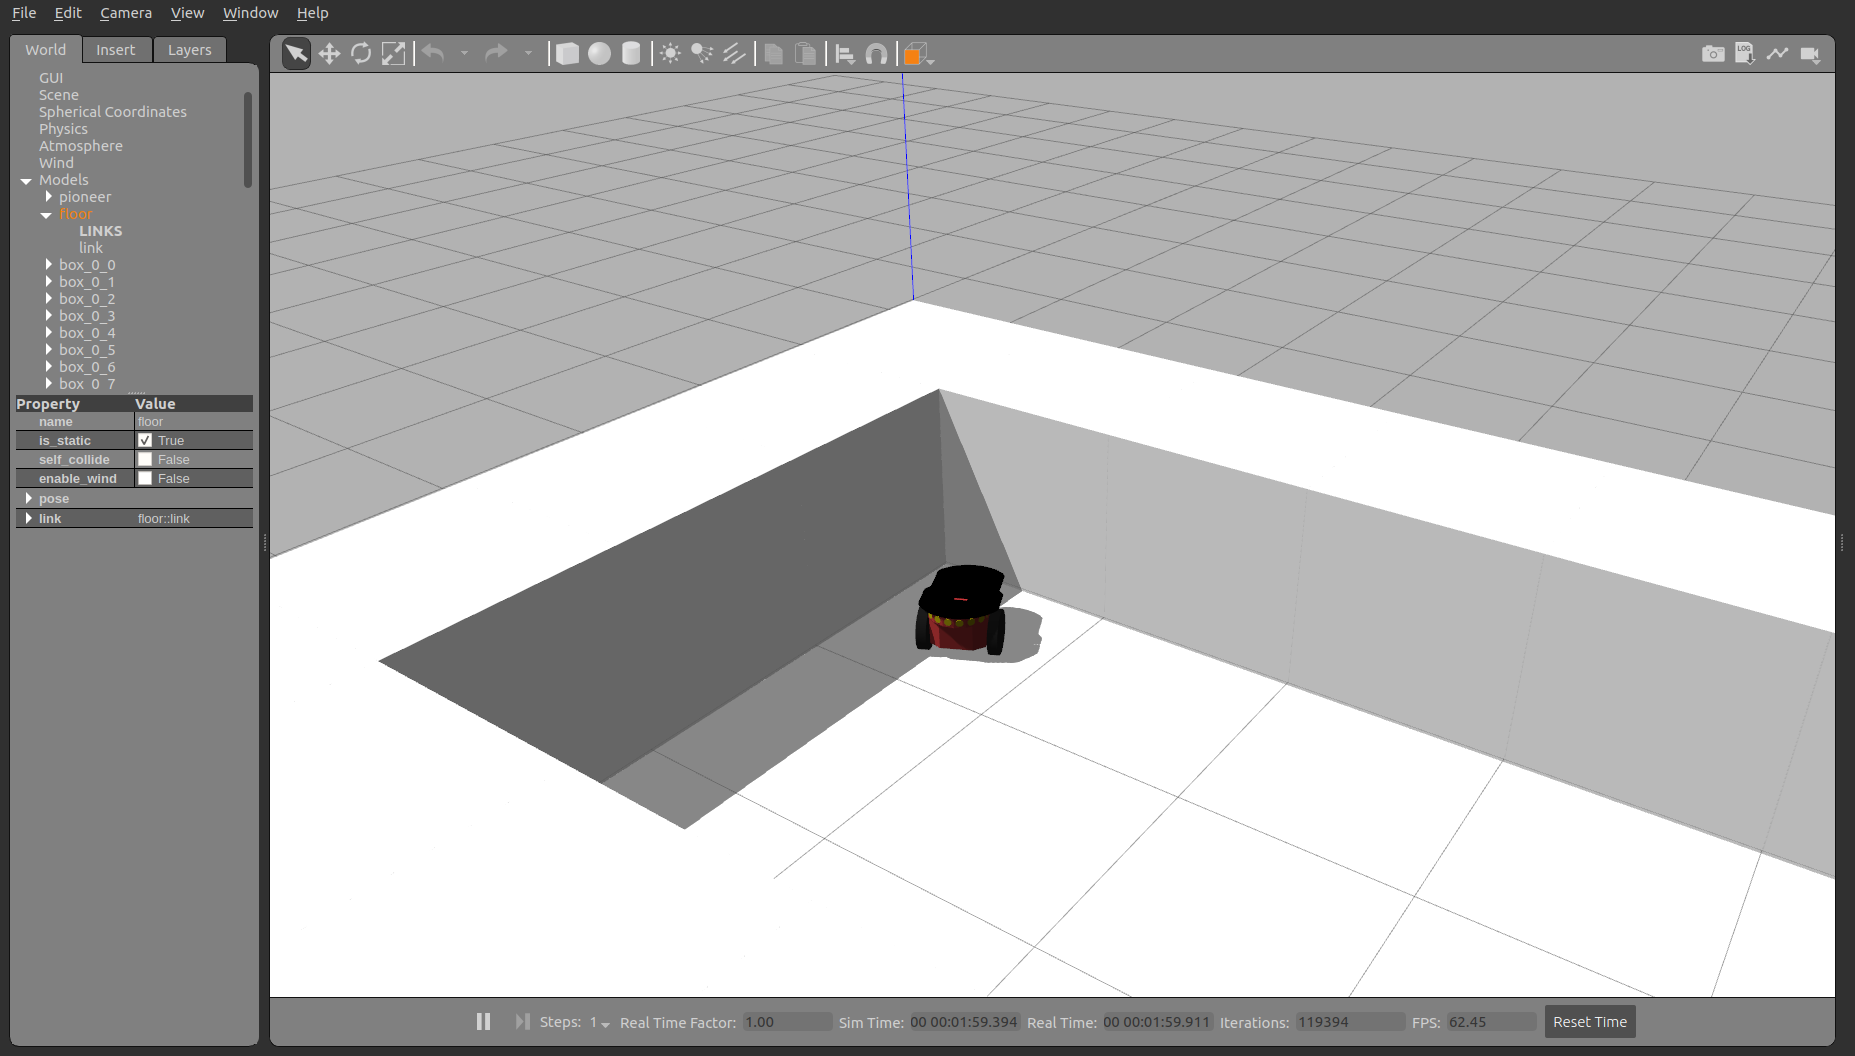 File Edit Camera View Window Help
World Insert Layers
LOG
GUI
Scene
Spherical Coordinates
Physics
Atmosphere
Wind
Models
pioneer
floor
LINKS
link
box_0_0
box_0_1
box_0_2
box_0_3
box_0_4
box_0_5
box_0_6
box_0_7
Property Value
name floor
is_static True
self_collide False
enable_wind False
pose
link floor::link
Steps: 1 Real Time Factor: 1.00 Sim Time: 00 00:01:59.394 Real Time: 00 00:01:59.911 Iterations: 119394 FPS: 62.45 Reset Time